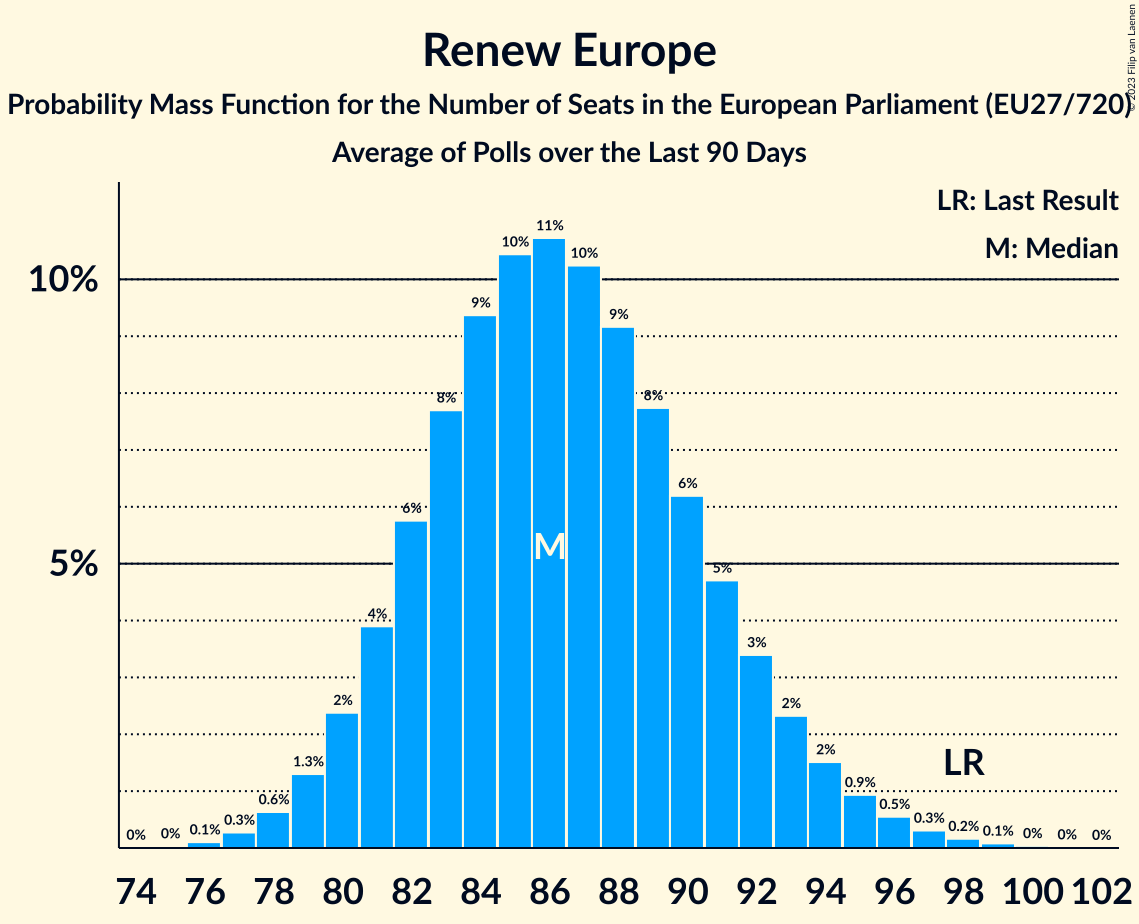 Renew Europe
Probability Mass Function for the Number of Seats in the European Parliament (EU27/720)
Average of Polls over the Last 90 Days
© 2023 Filip van Laenen
LR: Last Result
M: Median
10%
5%
0% 0% 0.1% 0.3% 0.6% 1.3% 2% 4% 6% 8% 9% 10% 11% 10% 9% 8% 6% 5% 3% 2% 2% 0.9% 0.5% 0.3% 0.2% 0.1% 0% 0% 0%
M
LR
74 76 78 80 82 84 86 88 90 92 94 96 98 100 102